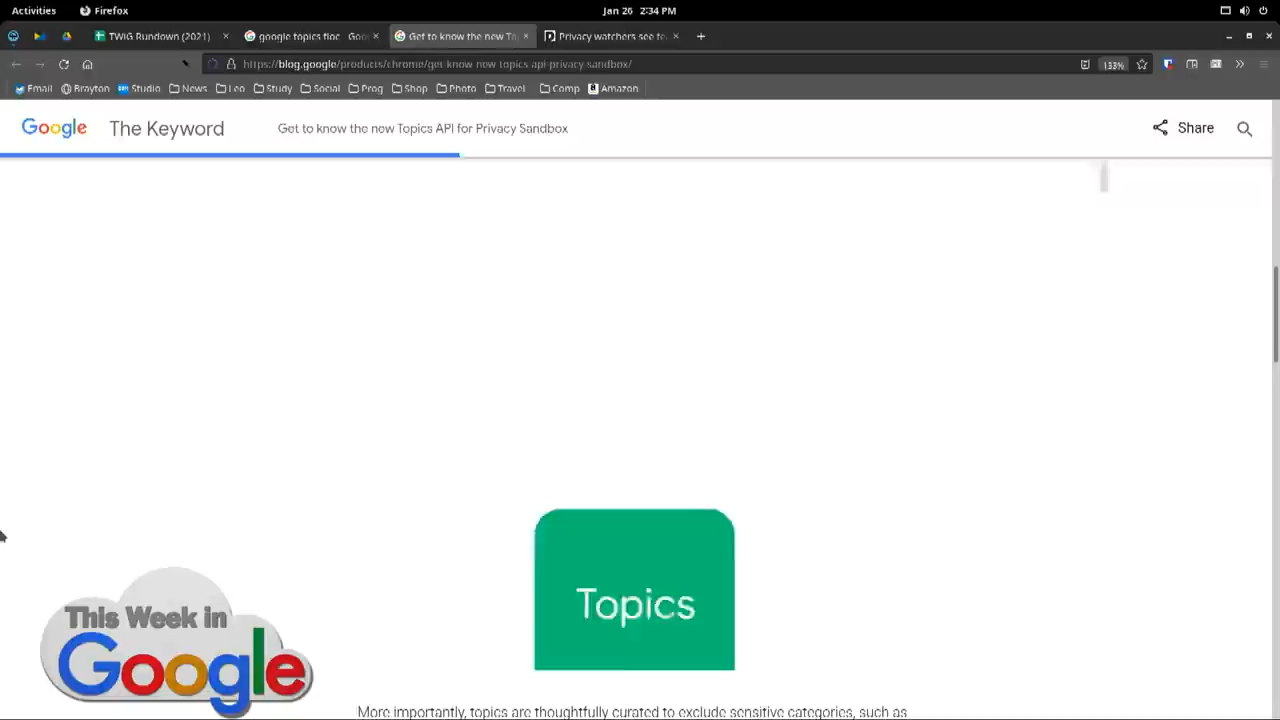 Activities Firefox Jan 26 2:34 PM
TWiG Rundown (2021) google topics floc Goo Get to know the new To Privacy watchers see fe
https://blog.google/products/chrome/get-know-new-topics-api-privacy-sandbox/ 133%
Email Brayton Studio News Leo Study Social Prog Shop Photo Travel Comp Amazon
Google The Keyword Get to know the new Topics API for Privacy Sandbox Share
Topics
This Week in
Google
More importantly, topics are thoughtfully curated to exclude sensitive categories, such as